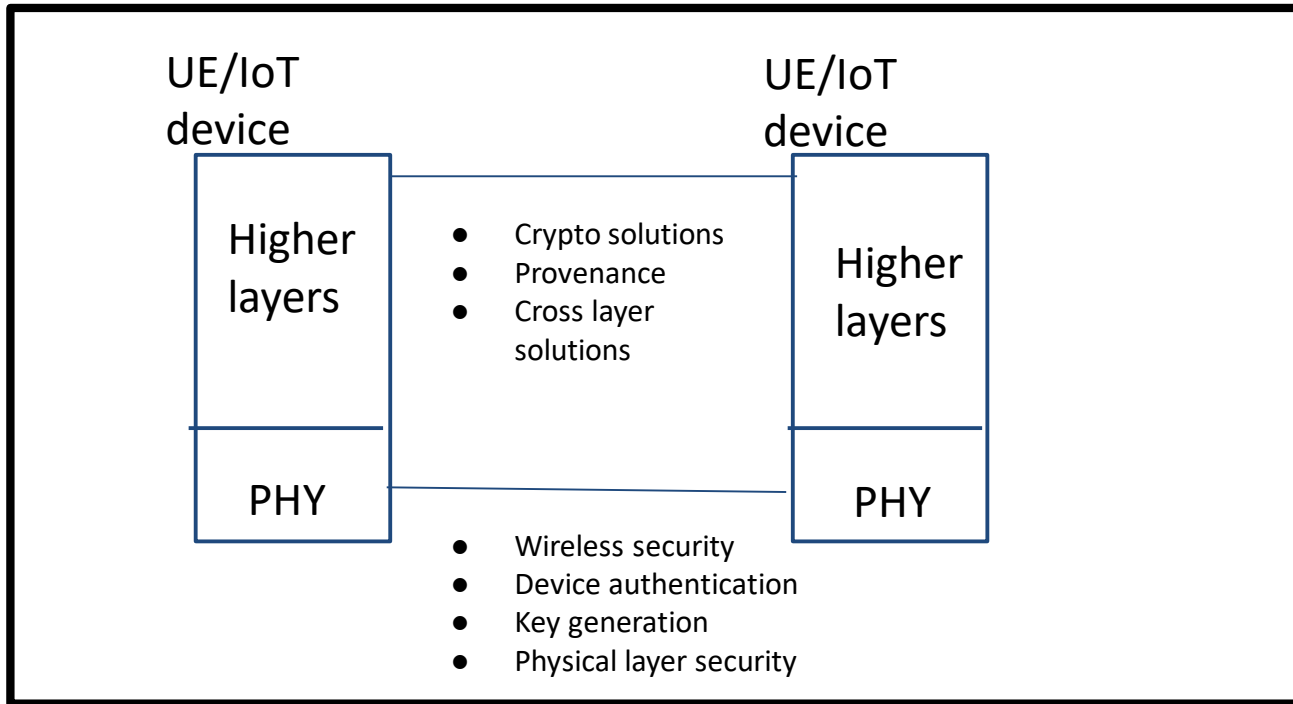 UE/IoT
device
UE/IoT
device
Higher
layers
● Crypto solutions
● Provenance
● Cross layer
solutions
Higher
layers
PHY
PHY
● Wireless security
● Device authentication
● Key generation
● Physical layer security